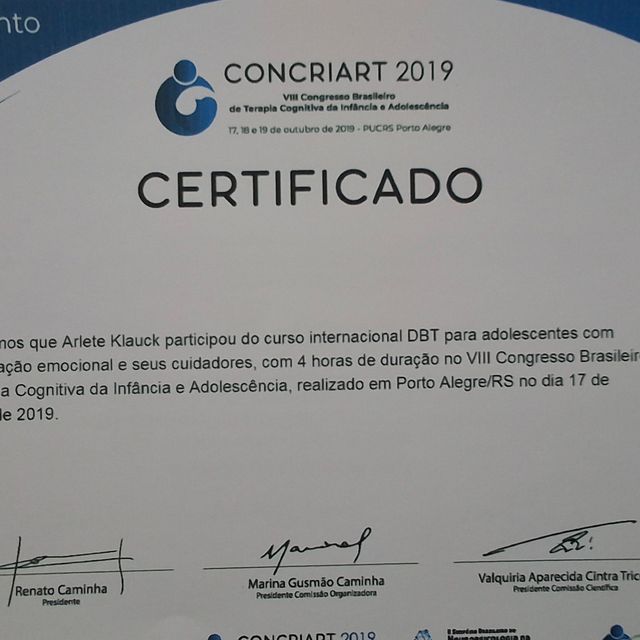 nto
CONCRIART 2019
VIII Congresso Brasileiro
de Terapia Cognitiva da Infância e Adolescência
17, 18 e 19 de outubro de 2019 - PUCRS Porto Alegre
CERTIFICADO
nos que Arlete Klauck participou do curso internacional DBT para adolescentes com
ação emocional e seus cuidadores, com 4 horas de duração no VIII Congresso Brasileir
a Cognitiva da Infância e Adolescência, realizado em Porto Alegre/RS no dia 17 de
de 2019.
Renato Caminha
Presidente
Marina Gusmão Caminha
Presidente Comissão Organizadora
Valquiria Aparecida Cintra Tric
Presidente Comissão Científica
CONCRIART 2019